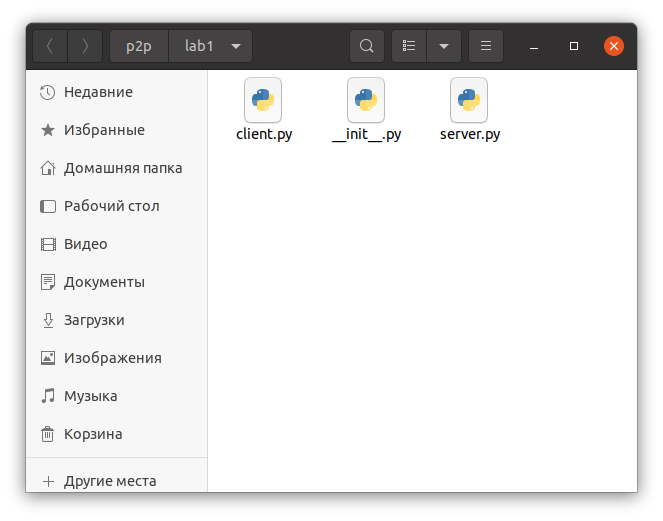 p2p lab1
Недавние
Избранные
Домашняя папка
Рабочий стол
Видео
Документы
Загрузки
Изображения
Музыка
Корзина
Другие места
client.py __init__.py server.py